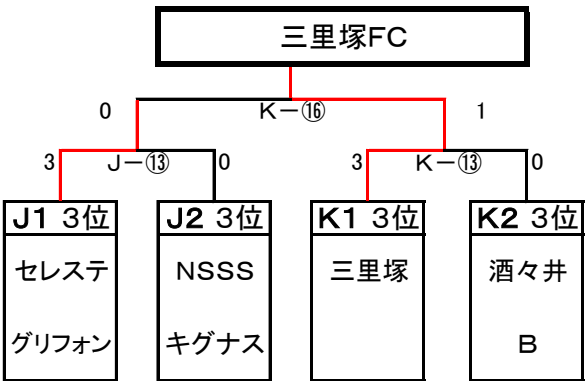 三里塚FC
0 K－⑯ 1
3 J－⑬ 0 3 K－⑬ 0
J1 3位 J2 3位 K1 3位 K2 3位
セレステ NSSS 三里塚 酒々井
グリフォン キグナス B